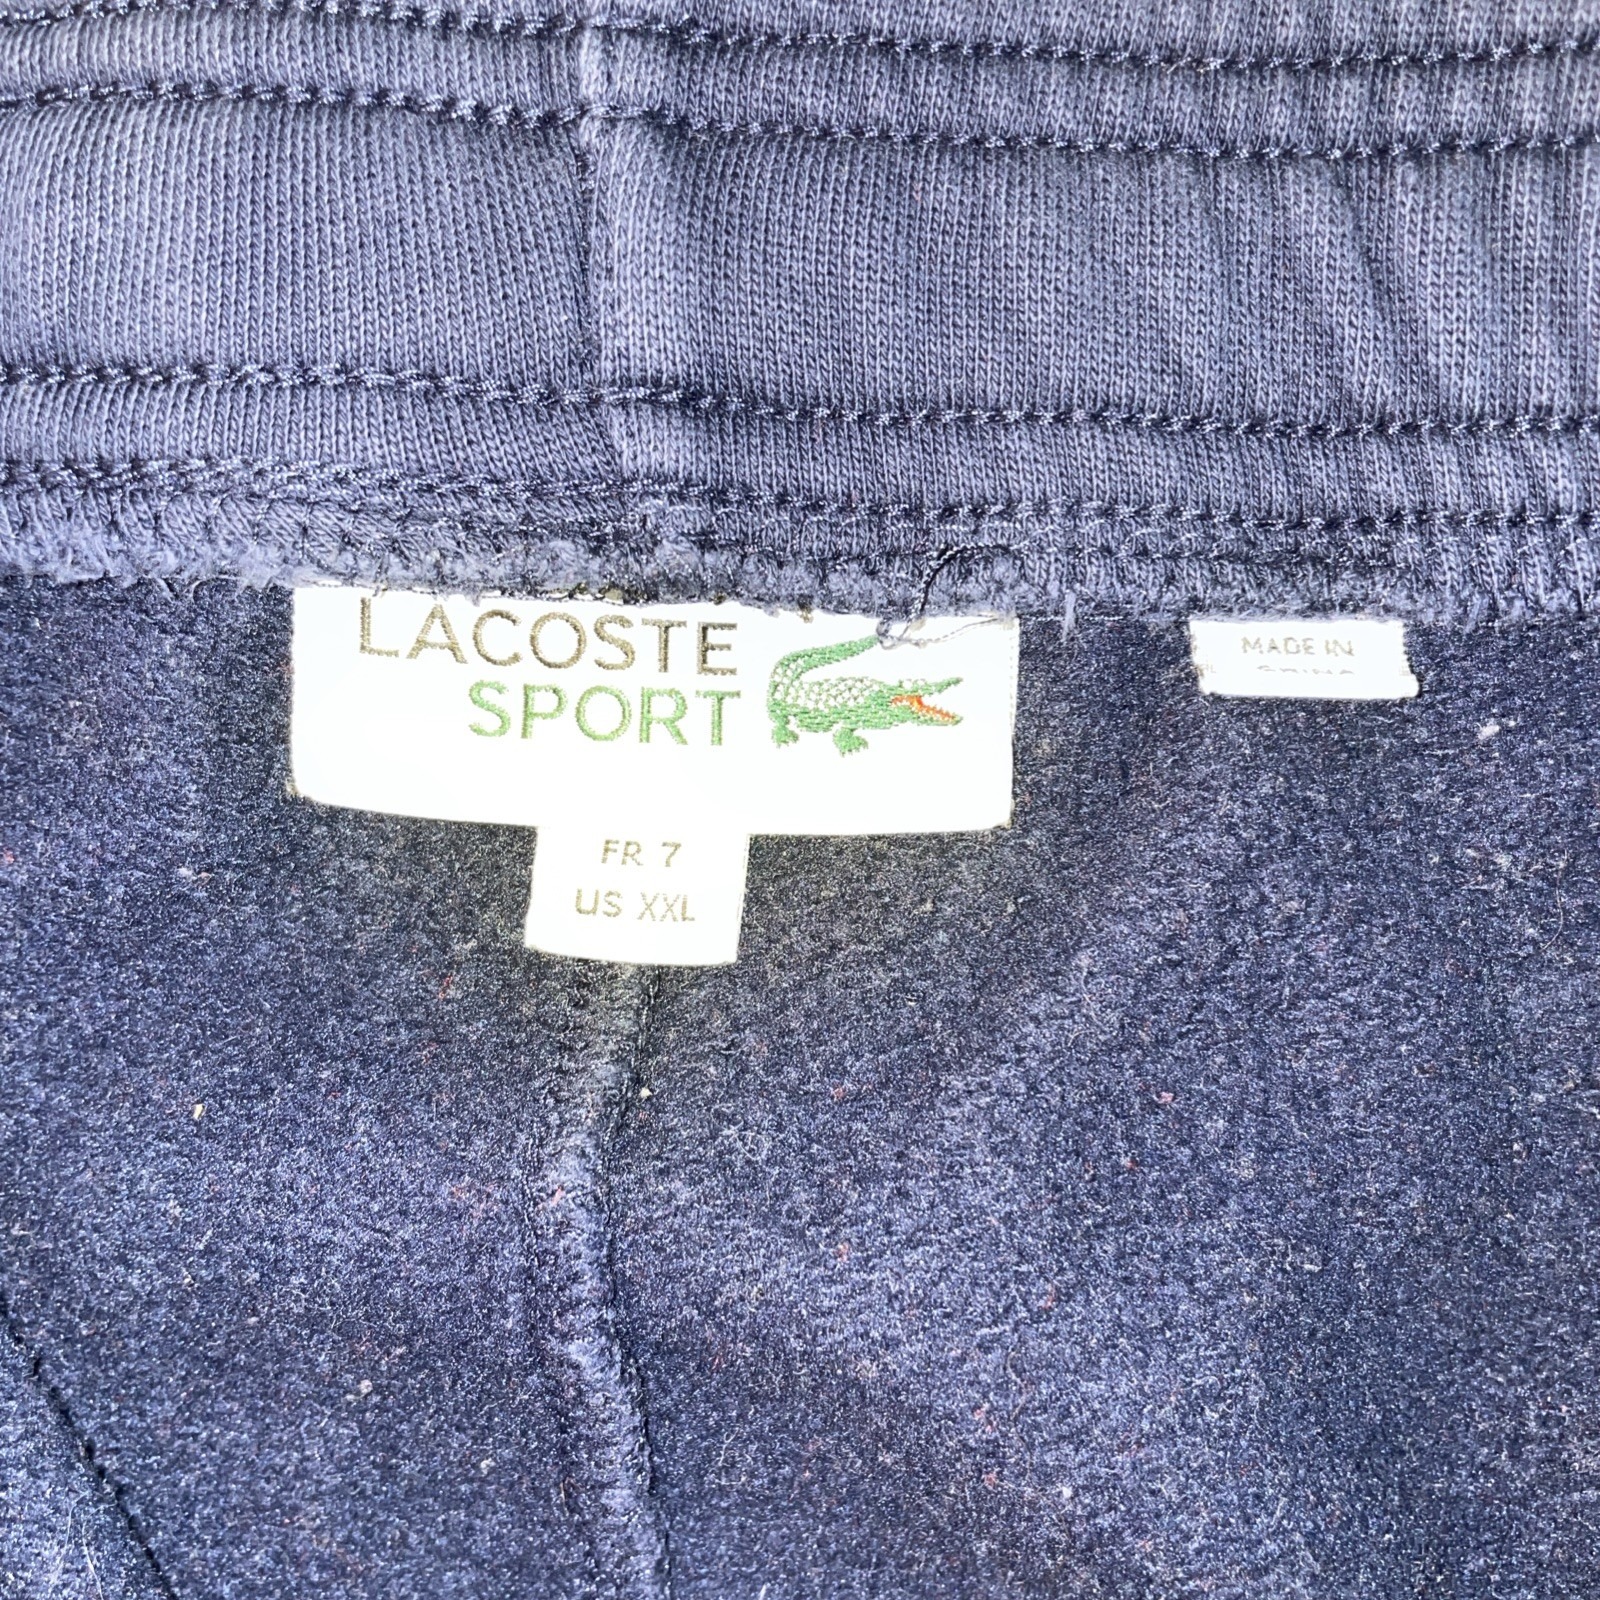 LACOSTE
SPORT
FR 7
US XXL
MADE IN